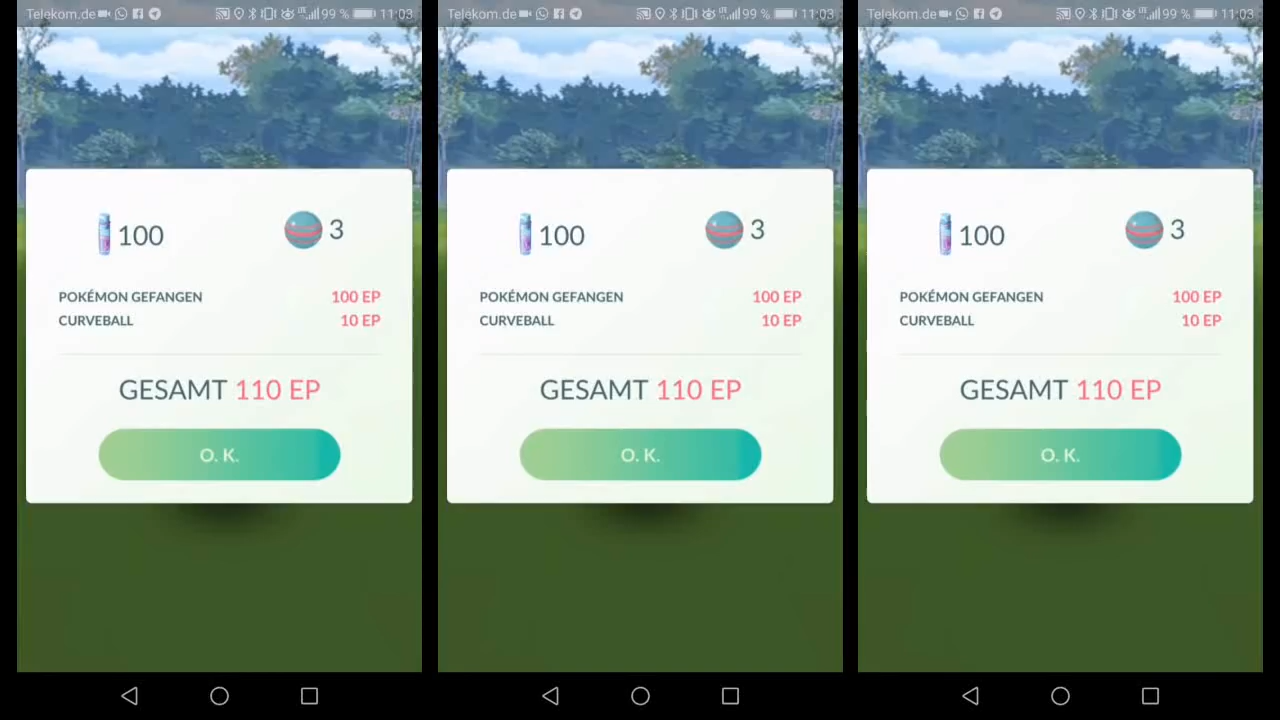 Telekom.de 99 % 11:03
100 3
POKÉMON GEFANGEN 100 EP
CURVEBALL 10 EP
GESAMT 110 EP
O. K.
Telekom.de 99 % 11:03
100 3
POKÉMON GEFANGEN 100 EP
CURVEBALL 10 EP
GESAMT 110 EP
O. K.
Telekom.de 99 % 11:03
100 3
POKÉMON GEFANGEN 100 EP
CURVEBALL 10 EP
GESAMT 110 EP
O. K.